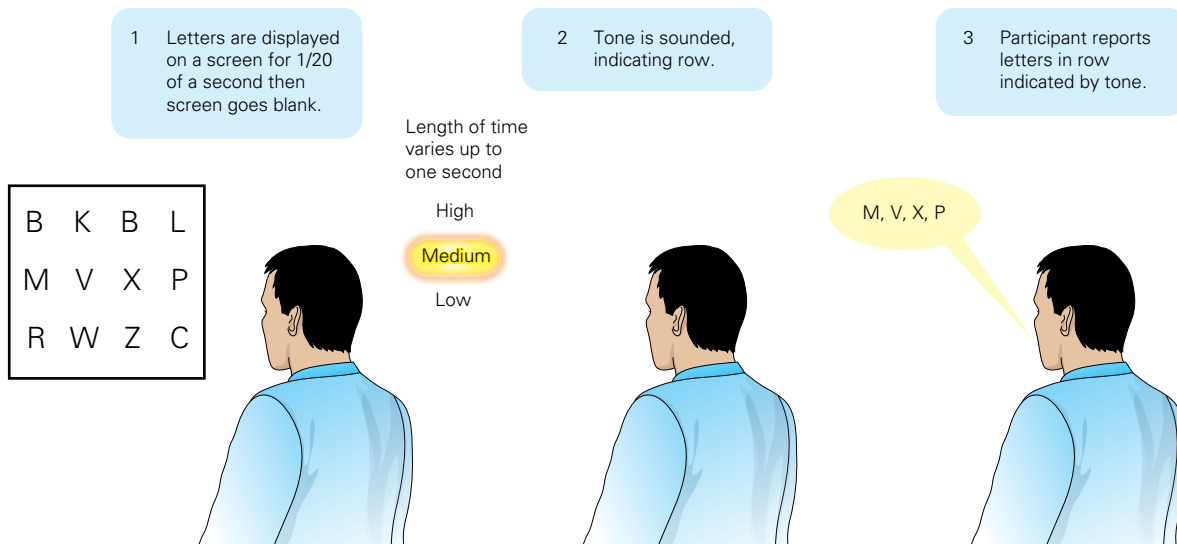 1 Letters are displayed
on a screen for 1/20
of a second then
screen goes blank.
2 Tone is sounded,
indicating row.
3 Participant reports
letters in row
indicated by tone.
Length of time
varies up to
one second
High
Medium
Low
B K B L
M V X P
R W Z C
M, V, X, P